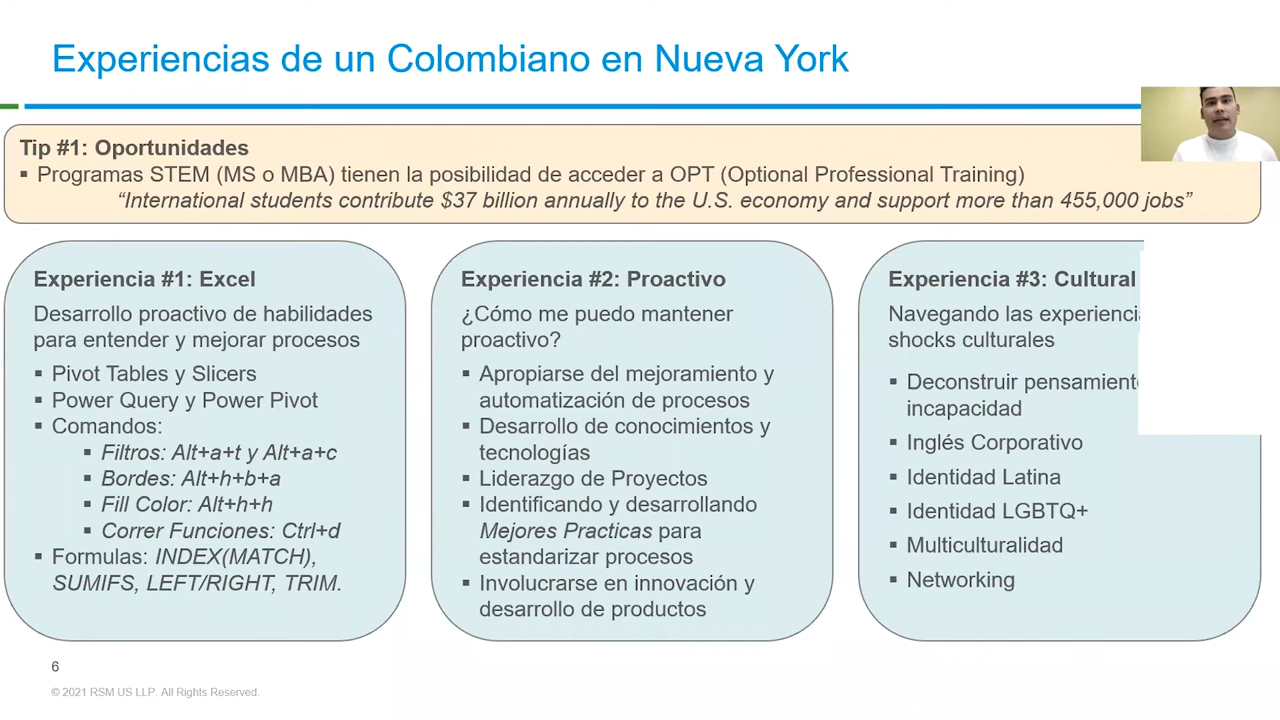 Experiencias de un Colombiano en Nueva York
Tip #1: Oportunidades
▪ Programas STEM (MS o MBA) tienen la posibilidad de acceder a OPT (Optional Professional Training)
“International students contribute $37 billion annually to the U.S. economy and support more than 455,000 jobs”
Experiencia #1: Excel
Desarrollo proactivo de habilidades
para entender y mejorar procesos
▪ Pivot Tables y Slicers
▪ Power Query y Power Pivot
▪ Comandos:
▪ Filtros: Alt+a+t y Alt+a+c
▪ Bordes: Alt+h+b+a
▪ Fill Color: Alt+h+h
▪ Correr Funciones: Ctrl+d
▪ Formulas: INDEX(MATCH),
SUMIFS, LEFT/RIGHT, TRIM.
Experiencia #2: Proactivo
¿Cómo me puedo mantener
proactivo?
▪ Apropiarse del mejoramiento y
automatización de procesos
▪ Desarrollo de conocimientos y
tecnologías
▪ Liderazgo de Proyectos
▪ Identificando y desarrollando
Mejores Practicas para
estandarizar procesos
▪ Involucrarse en innovación y
desarrollo de productos
Experiencia #3: Cultural
Navegando las
shocks culturales
▪ Deconstruir
incapacidad
▪ Inglés Corporativo
▪ Identidad Latina
▪ Identidad LGBTQ+
▪ Multiculturalidad
▪ Networking
6
© 2021 RSM US LLP. All Rights Reserved.